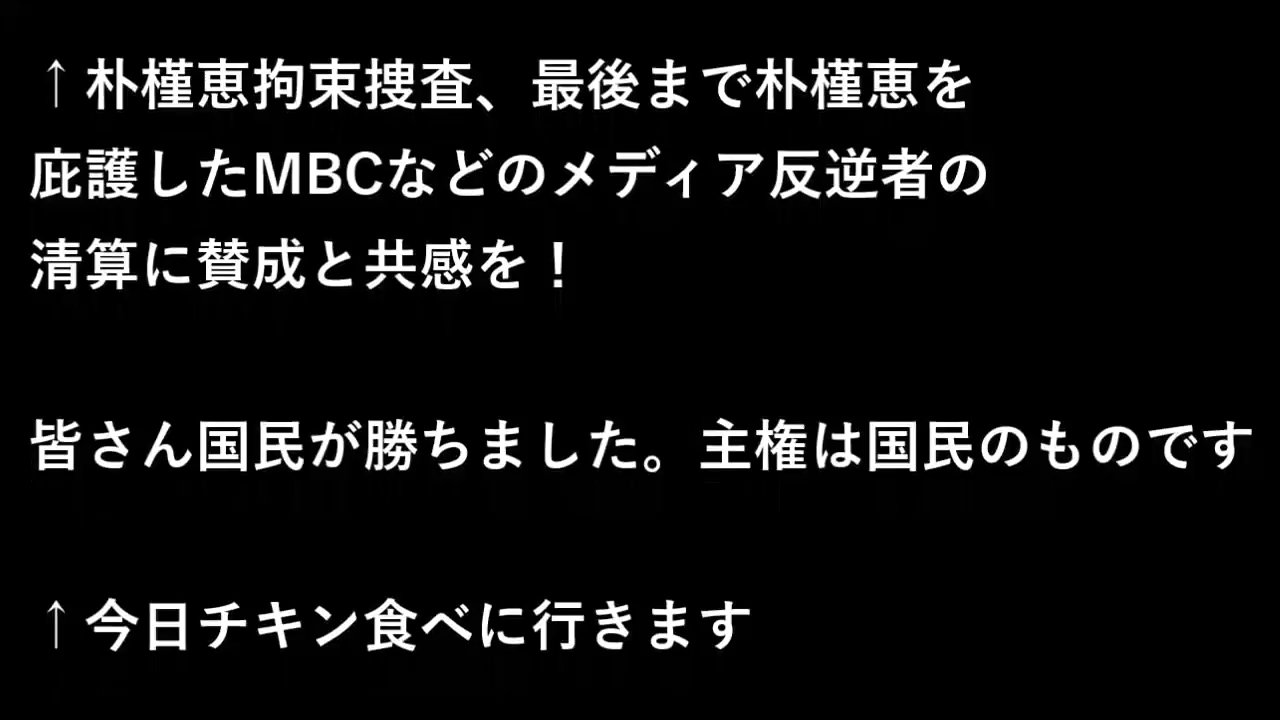 ↑朴槿恵拘束捜査、最後まで朴槿恵を
庇護したMBCなどのメディア反逆者の
清算に賛成と共感を！
皆さん国民が勝ちました。主権は国民のものです
↑今日チキン食べに行きます